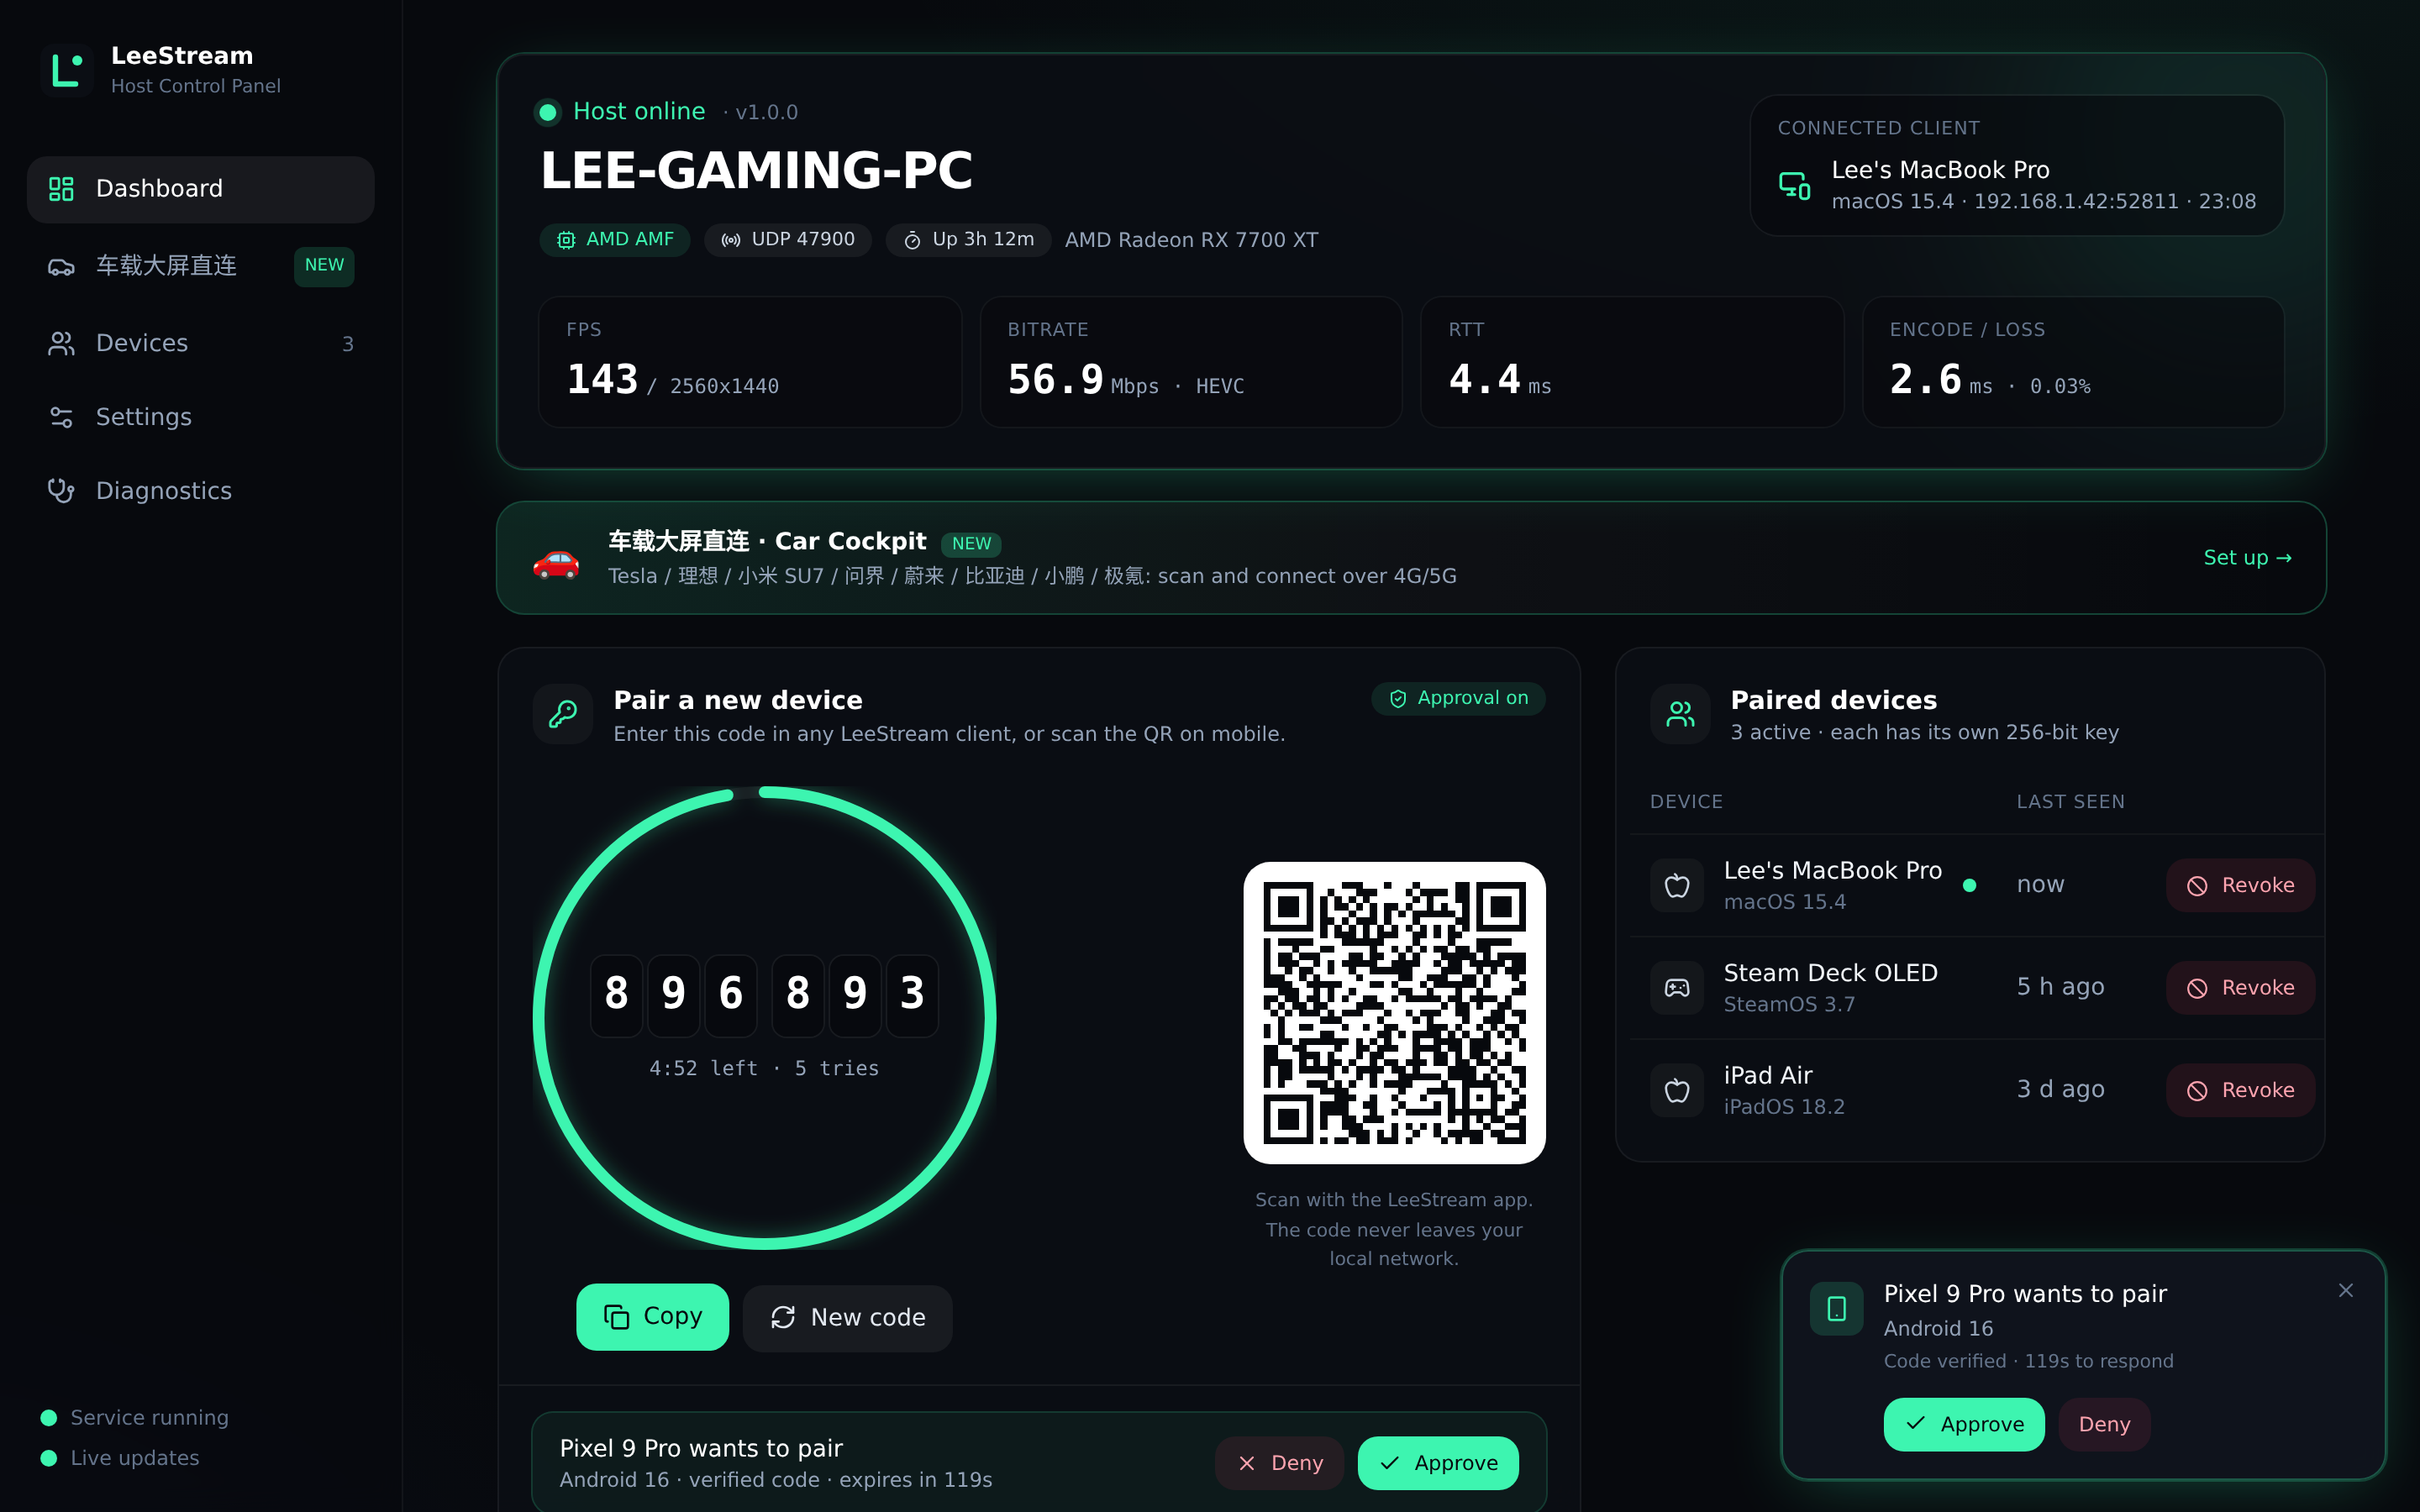 LeeStream
Host Control Panel
Dashboard
车载大屏直连 NEW
Devices 3
Settings
Diagnostics
Service running
Live updates
Host online · v1.0.0
LEE-GAMING-PC
AMD AMF UDP 47900 Up 3h 12m AMD Radeon RX 7700 XT
CONNECTED CLIENT
Lee's MacBook Pro
macOS 15.4 · 192.168.1.42:52811 · 23:08
FPS
143 / 2560x1440
BITRATE
56.9 Mbps · HEVC
RTT
4.4 ms
ENCODE / LOSS
2.6 ms · 0.03%
车载大屏直连 · Car Cockpit NEW
Tesla / 理想 / 小米 SU7 / 问界 / 蔚来 / 比亚迪 / 小鹏 / 极氪: scan and connect over 4G/5G
Set up →
Pair a new device
Enter this code in any LeeStream client, or scan the QR on mobile.
Approval on
896 893
4:52 left · 5 tries
Copy New code
Scan with the LeeStream app.
The code never leaves your
local network.
Pixel 9 Pro wants to pair
Android 16 · verified code · expires in 119s
Deny Approve
Paired devices
3 active · each has its own 256-bit key
DEVICE LAST SEEN
Lee's MacBook Pro
macOS 15.4
now Revoke
Steam Deck OLED
SteamOS 3.7
5 h ago Revoke
iPad Air
iPadOS 18.2
3 d ago Revoke
Pixel 9 Pro wants to pair
Android 16
Code verified · 119s to respond
Approve Deny